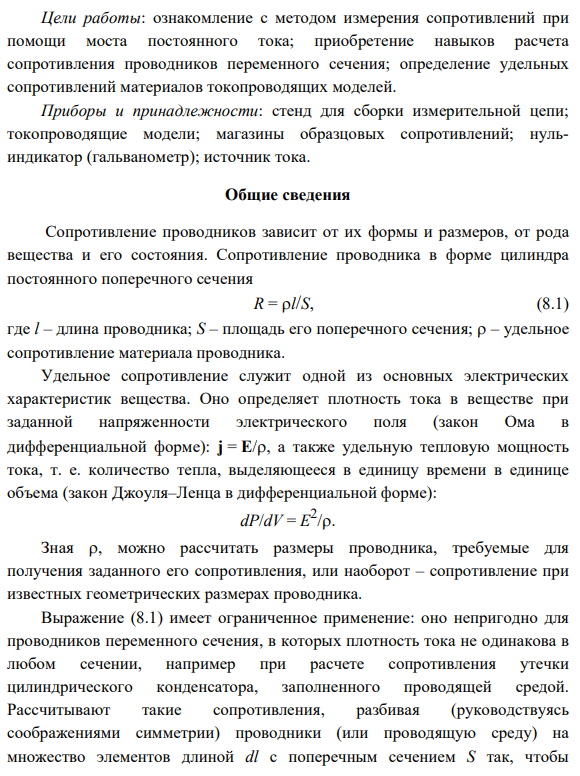 Цели работы: ознакомление с методом измерения сопротивлений при
помощи моста постоянного тока; приобретение навыков расчета
сопротивления проводников переменного сечения; определение удельных
сопротивлений материалов токопроводящих моделей.
Приборы и принадлежности: стенд для сборки измерительной цепи;
токопроводящие модели; магазины образцовых сопротивлений; нуль-
индикатор (гальванометр); источник тока.
Общие сведения
Сопротивление проводников зависит от их формы и размеров, от рода
вещества и его состояния. Сопротивление проводника в форме цилиндра
постоянного поперечного сечения
R = ρl/S, (8.1)
где l – длина проводника; S – площадь его поперечного сечения; ρ – удельное
сопротивление материала проводника.
Удельное сопротивление служит одной из основных электрических
характеристик вещества. Оно определяет плотность тока в веществе при
заданной напряженности электрического поля (закон Ома в
дифференциальной форме): j = E/ρ, а также удельную тепловую мощность
тока, т. е. количество тепла, выделяющееся в единицу времени в единице
объема (закон Джоуля–Ленца в дифференциальной форме):
dP/dV = E²/ρ.
Зная ρ, можно рассчитать размеры проводника, требуемые для
получения заданного его сопротивления, или наоборот – сопротивление при
известных геометрических размерах проводника.
Выражение (8.1) имеет ограниченное применение: оно непригодно для
проводников переменного сечения, в которых плотность тока не одинакова в
любом сечении, например при расчете сопротивления утечки
цилиндрического конденсатора, заполненного проводящей средой.
Рассчитывают такие сопротивления, разбивая (руководствуясь
соображениями симметрии) проводники (или проводящую среду) на
множество элементов длиной dl с поперечным сечением S так, чтобы